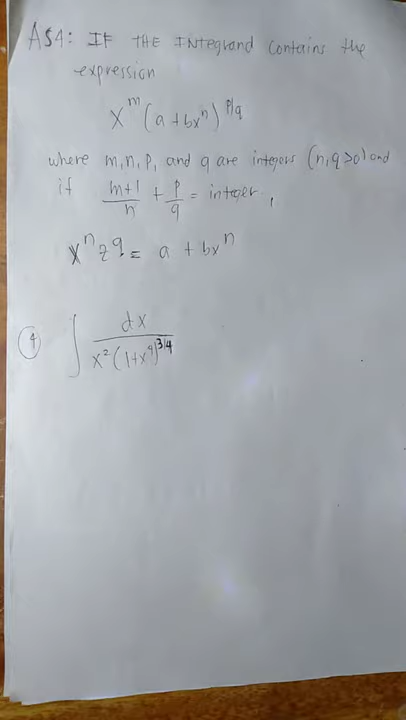 AS4: IF THE INTegrand Contains the
expression
x^m (a + bx^n)^p/q
where m, n, p, and q are integers (n, q >0) and
if (m+1)/n + p/q = integer,
x^n z^q = a + bx^n
④ ∫ dx / x^2 (1+x^4)^3/4